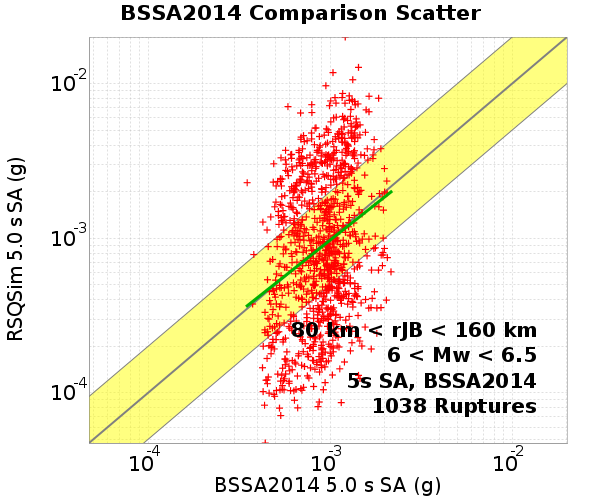 BSSA2014 Comparison Scatter
RSQSim 5.0 s SA (g)
10-2
10-3
10-4
80 km < rJB < 160 km
6 < Mw < 6.5
5s SA, BSSA2014
1038 Ruptures
10-4 10-3 10-2
BSSA2014 5.0 s SA (g)